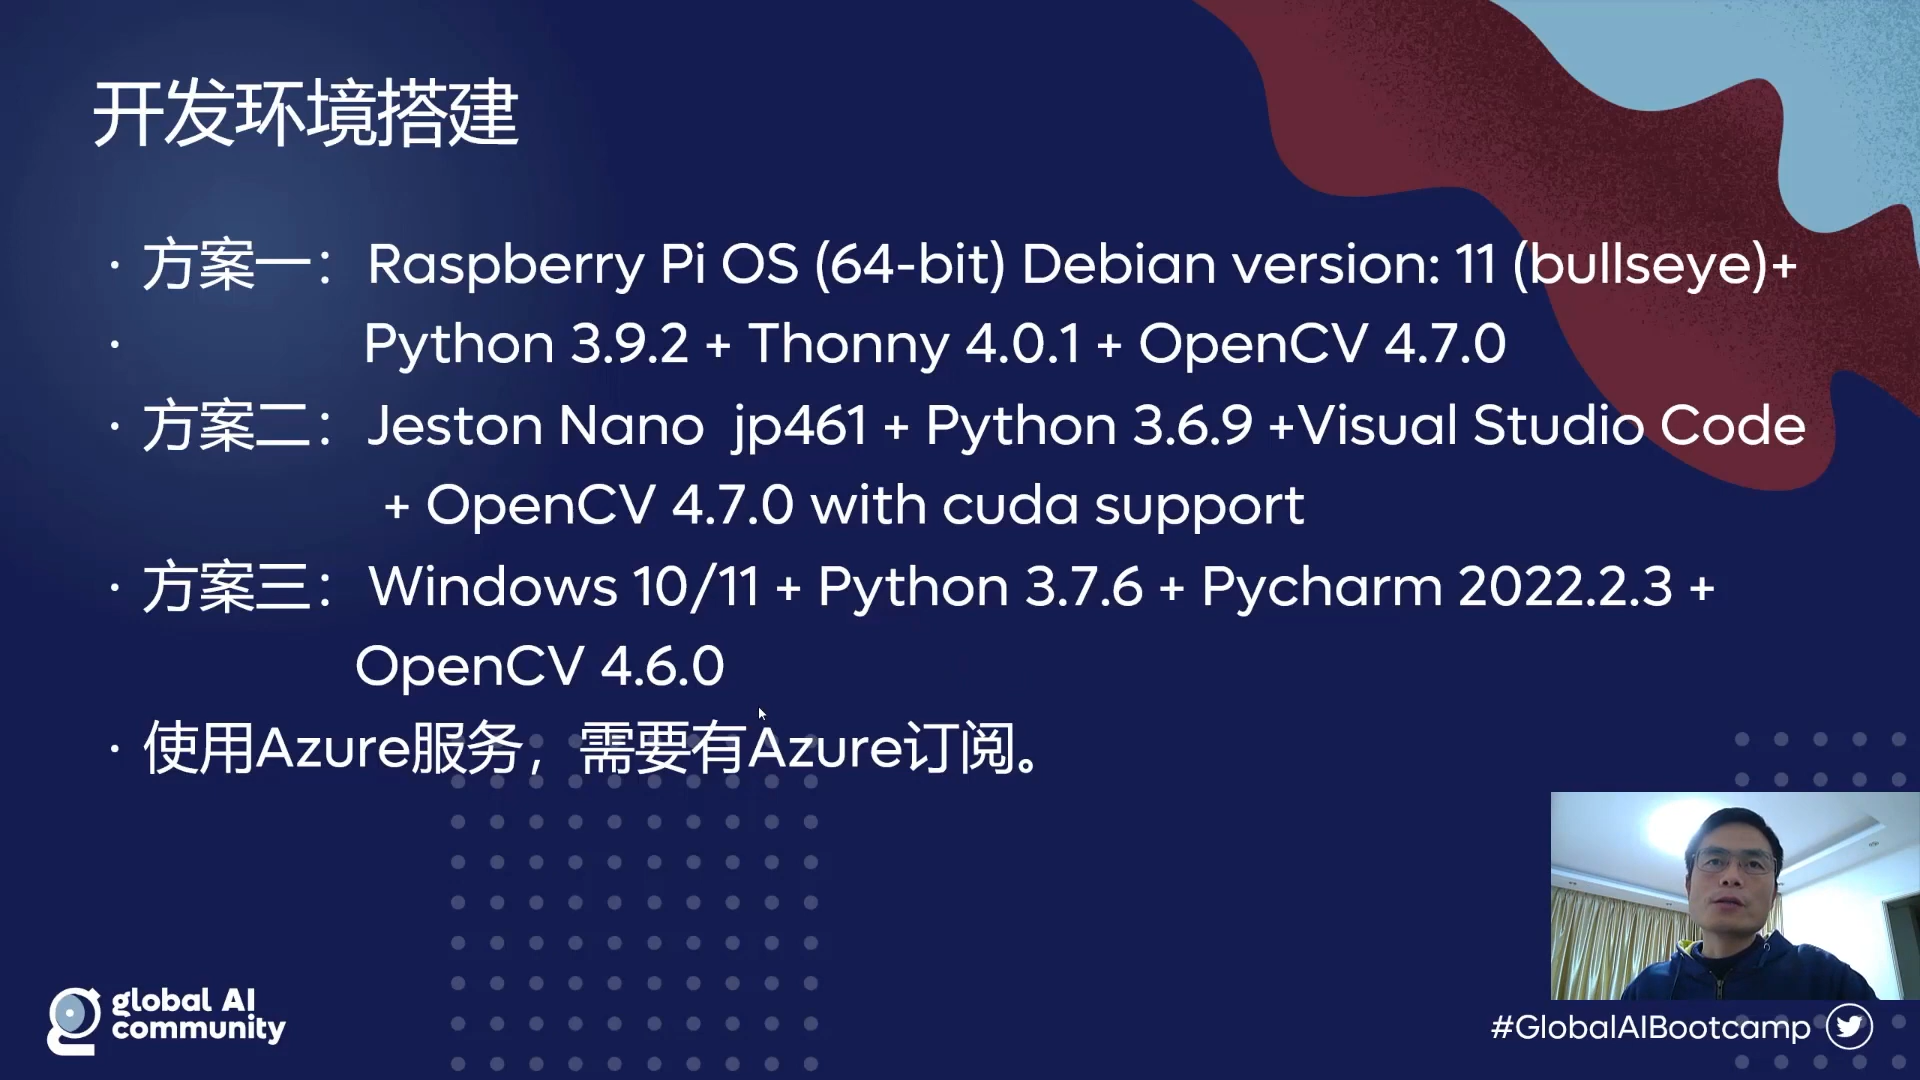 开发环境搭建
· 方案一：Raspberry Pi OS (64-bit) Debian version: 11 (bullseye)+
· Python 3.9.2 + Thonny 4.0.1 + OpenCV 4.7.0
· 方案二：Jeston Nano jp461 + Python 3.6.9 +Visual Studio Code
+ OpenCV 4.7.0 with cuda support
· 方案三：Windows 10/11 + Python 3.7.6 + Pycharm 2022.2.3 +
OpenCV 4.6.0
· 使用Azure服务，需要有Azure订阅。
global AI
community
#GlobalAIBootcamp